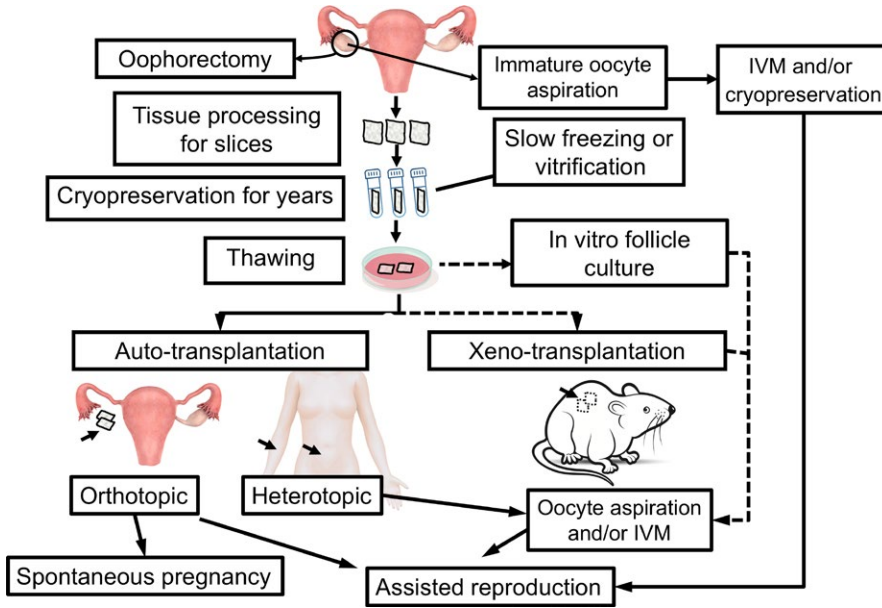 Oophorectomy
Immature oocyte
aspiration
IVM and/or
cryopreservation
Tissue processing
for slices
Slow freezing or
vitrification
Cryopreservation for years
Thawing
In vitro follicle
culture
Auto-transplantation
Xeno-transplantation
Orthotopic
Heterotopic
Oocyte aspiration
and/or IVM
Spontaneous pregnancy
Assisted reproduction